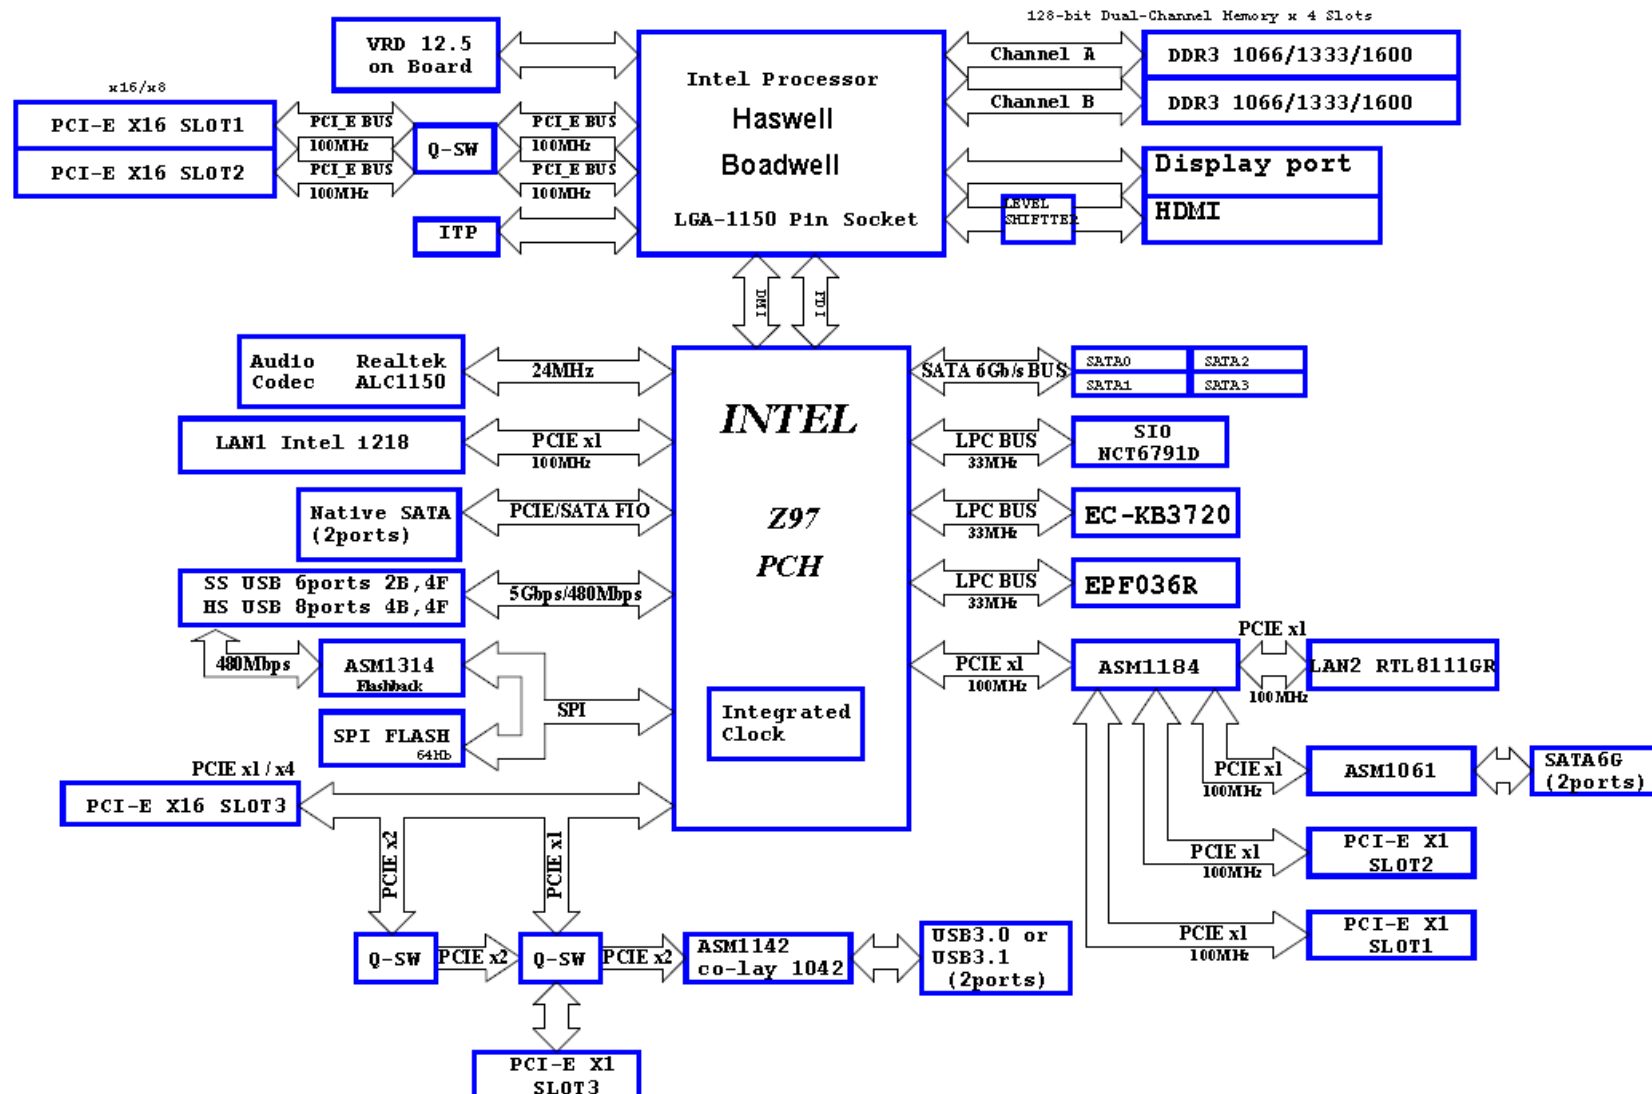 128-bit Dual-Channel Memory x 4 Slots
VRD 12.5
on Board
Intel Processor
Haswell
Boadwell
LGA-1150 Pin Socket
Channel A
DDR3 1066/1333/1600
Channel B
DDR3 1066/1333/1600
x16/x8
PCI-E X16 SLOT1
PCI-E X16 SLOT2
PCI_E BUS
100MHz
PCI_E BUS
100MHz
Q-SW
PCI_E BUS
100MHz
PCI_E BUS
100MHz
ITP
Display port
LEVEL
SHIFTTER
HDMI
DMI
FDI
Audio Realtek
Codec ALC1150
24MHz
INTEL
Z97
PCH
Integrated
Clock
SATA 6Gb/s BUS
SATA0
SATA2
SATA1
SATA3
LAN1 Intel i218
PCIE x1
100MHz
LPC BUS
33MHz
SIO
NCT6791D
Native SATA
(2ports)
PCIE/SATA FIO
LPC BUS
33MHz
EC-KB3720
SS USB 6ports 2B,4F
HS USB 8ports 4B,4F
5Gbps/480Mbps
LPC BUS
33MHz
EPF036R
480Mbps
ASM1314
Flashback
SPI
SPI FLASH
64Mb
PCIE x1
100MHz
ASM1184
PCIE x1
100MHz
LAN2 RTL8111GR
PCIE x1
100MHz
ASM1061
SATA6G
(2ports)
PCIE x1
100MHz
PCI-E X1
SLOT2
PCIE x1
100MHz
PCI-E X1
SLOT1
PCIE x1 / x4
PCI-E X16 SLOT3
PCIE x2
PCIE x1
Q-SW
PCIE x2
Q-SW
PCIE x2
ASM1142
co-lay 1042
USB3.0 or
USB3.1
(2ports)
PCI-E X1
SLOT3